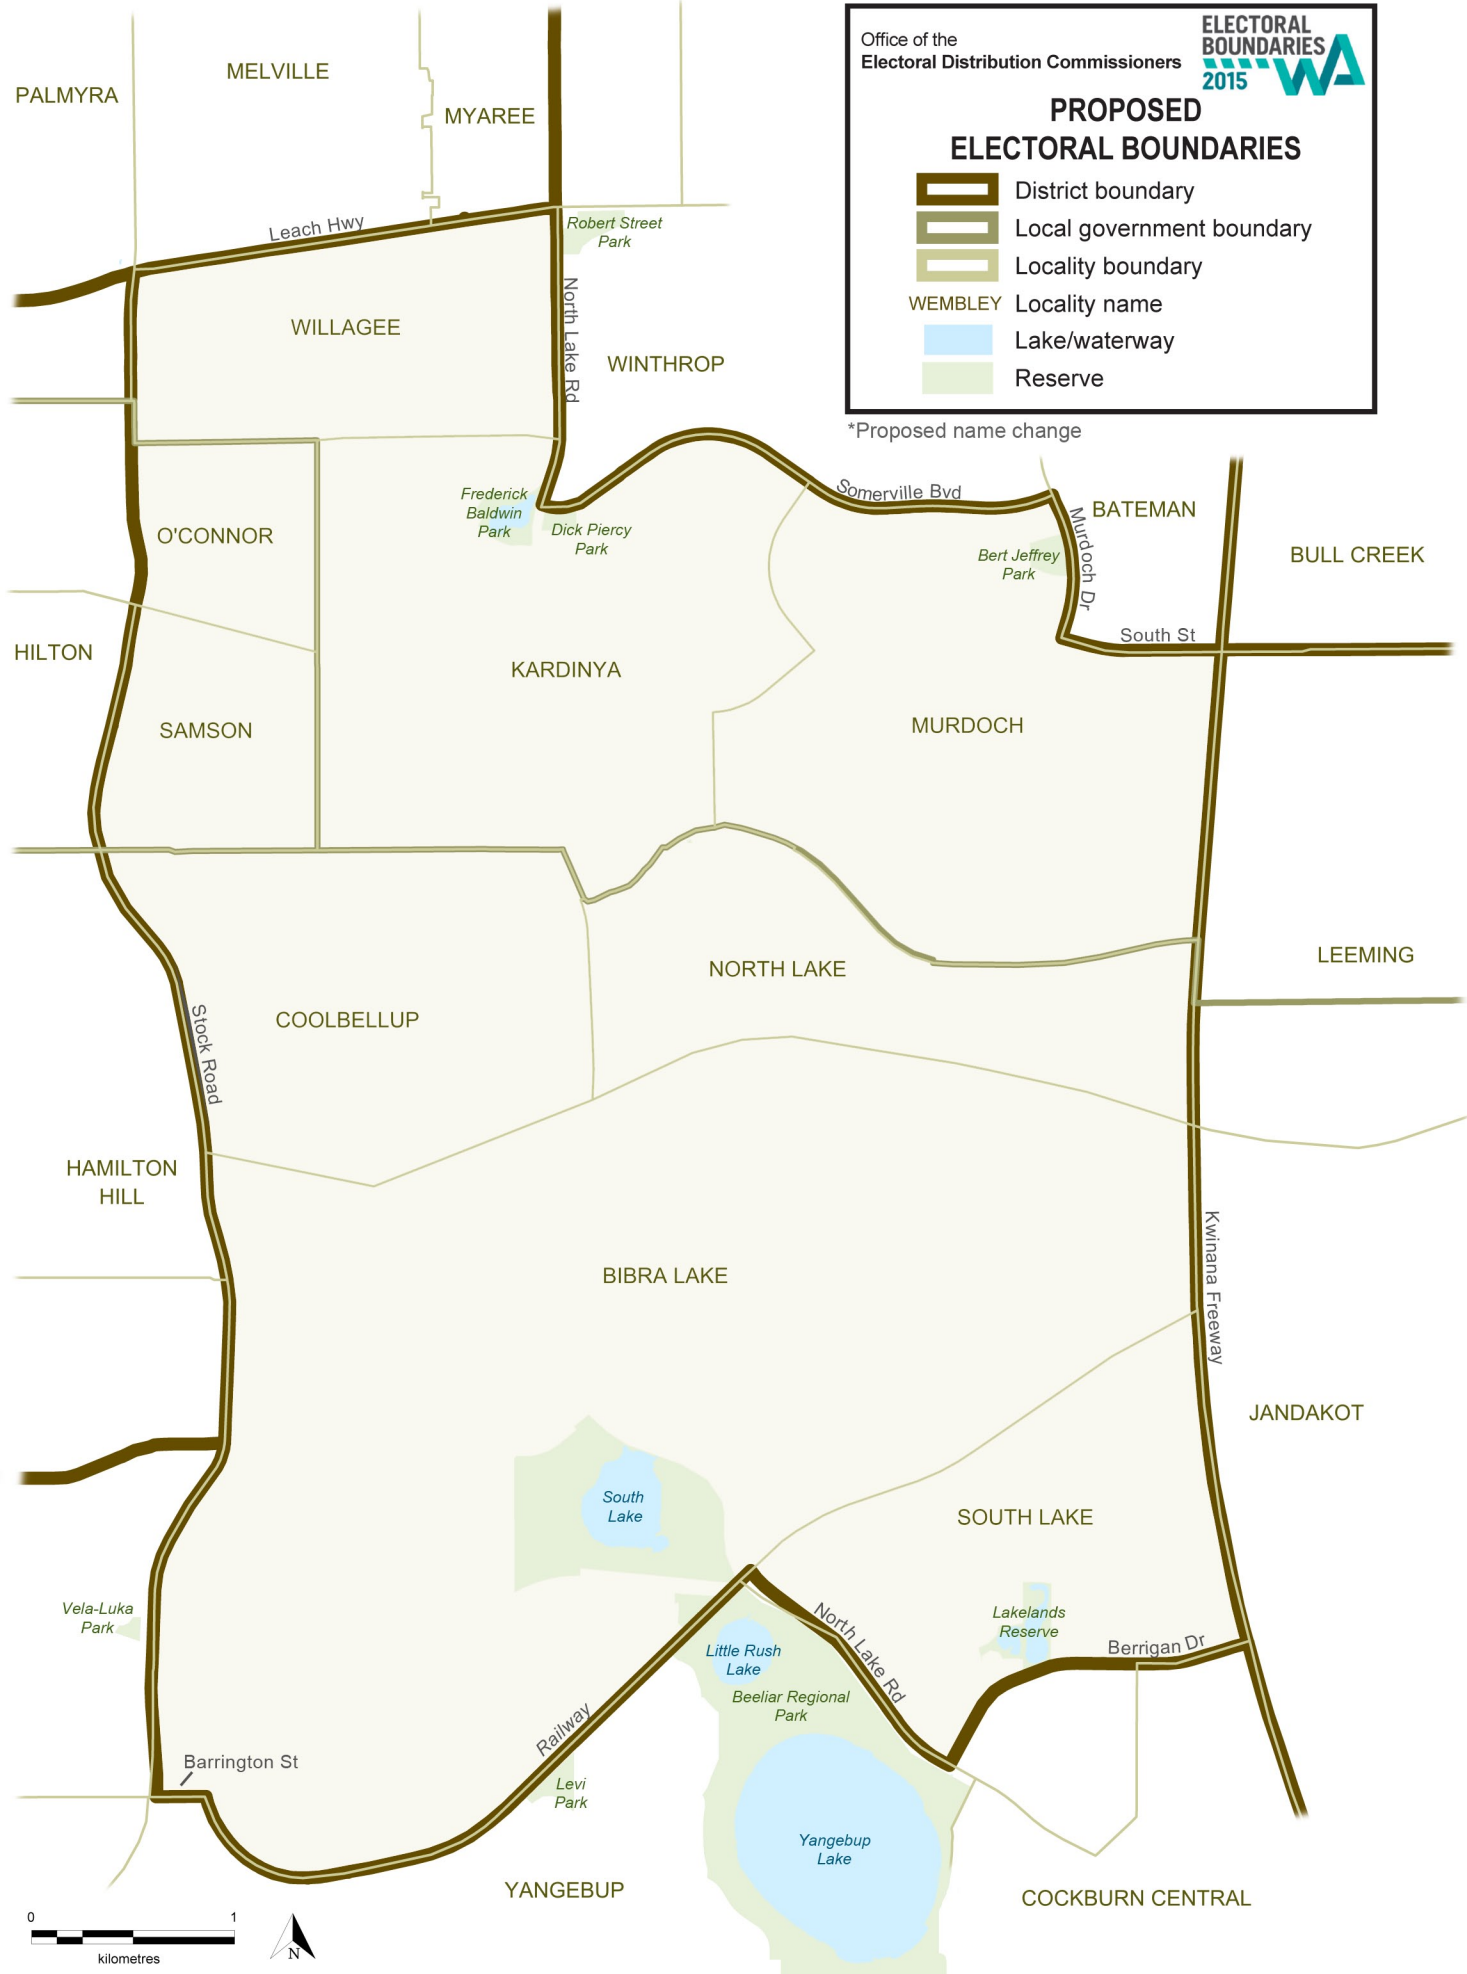 Office of the
Electoral Distribution Commissioners
ELECTORAL
BOUNDARIES
2015
WA
PROPOSED
ELECTORAL BOUNDARIES
District boundary
Local government boundary
Locality boundary
WEMBLEY Locality name
Lake/waterway
Reserve
*Proposed name change
MELVILLE
PALMYRA
MYAREE
Leach Hwy
Robert Street
Park
North Lake Rd
WILLAGEE
WINTHROP
Somerville Bvd
Frederick
Baldwin
Park
Dick Piercy
Park
O'CONNOR
Murdoch Dr
BATEMAN
Bert Jeffrey
Park
BULL CREEK
South St
HILTON
KARDINYA
SAMSON
MURDOCH
LEEMING
NORTH LAKE
COOLBELLUP
Stock Road
HAMILTON
HILL
BIBRA LAKE
Kwinana Freeway
JANDAKOT
South
Lake
SOUTH LAKE
Vela-Luka
Park
Lakelands
Reserve
North Lake Rd
Berrigan Dr
Little Rush
Lake
Beeliar Regional
Park
Railway
Barrington St
Levi
Park
Yangebup
Lake
YANGEBUP
COCKBURN CENTRAL
0 1
kilometres
N